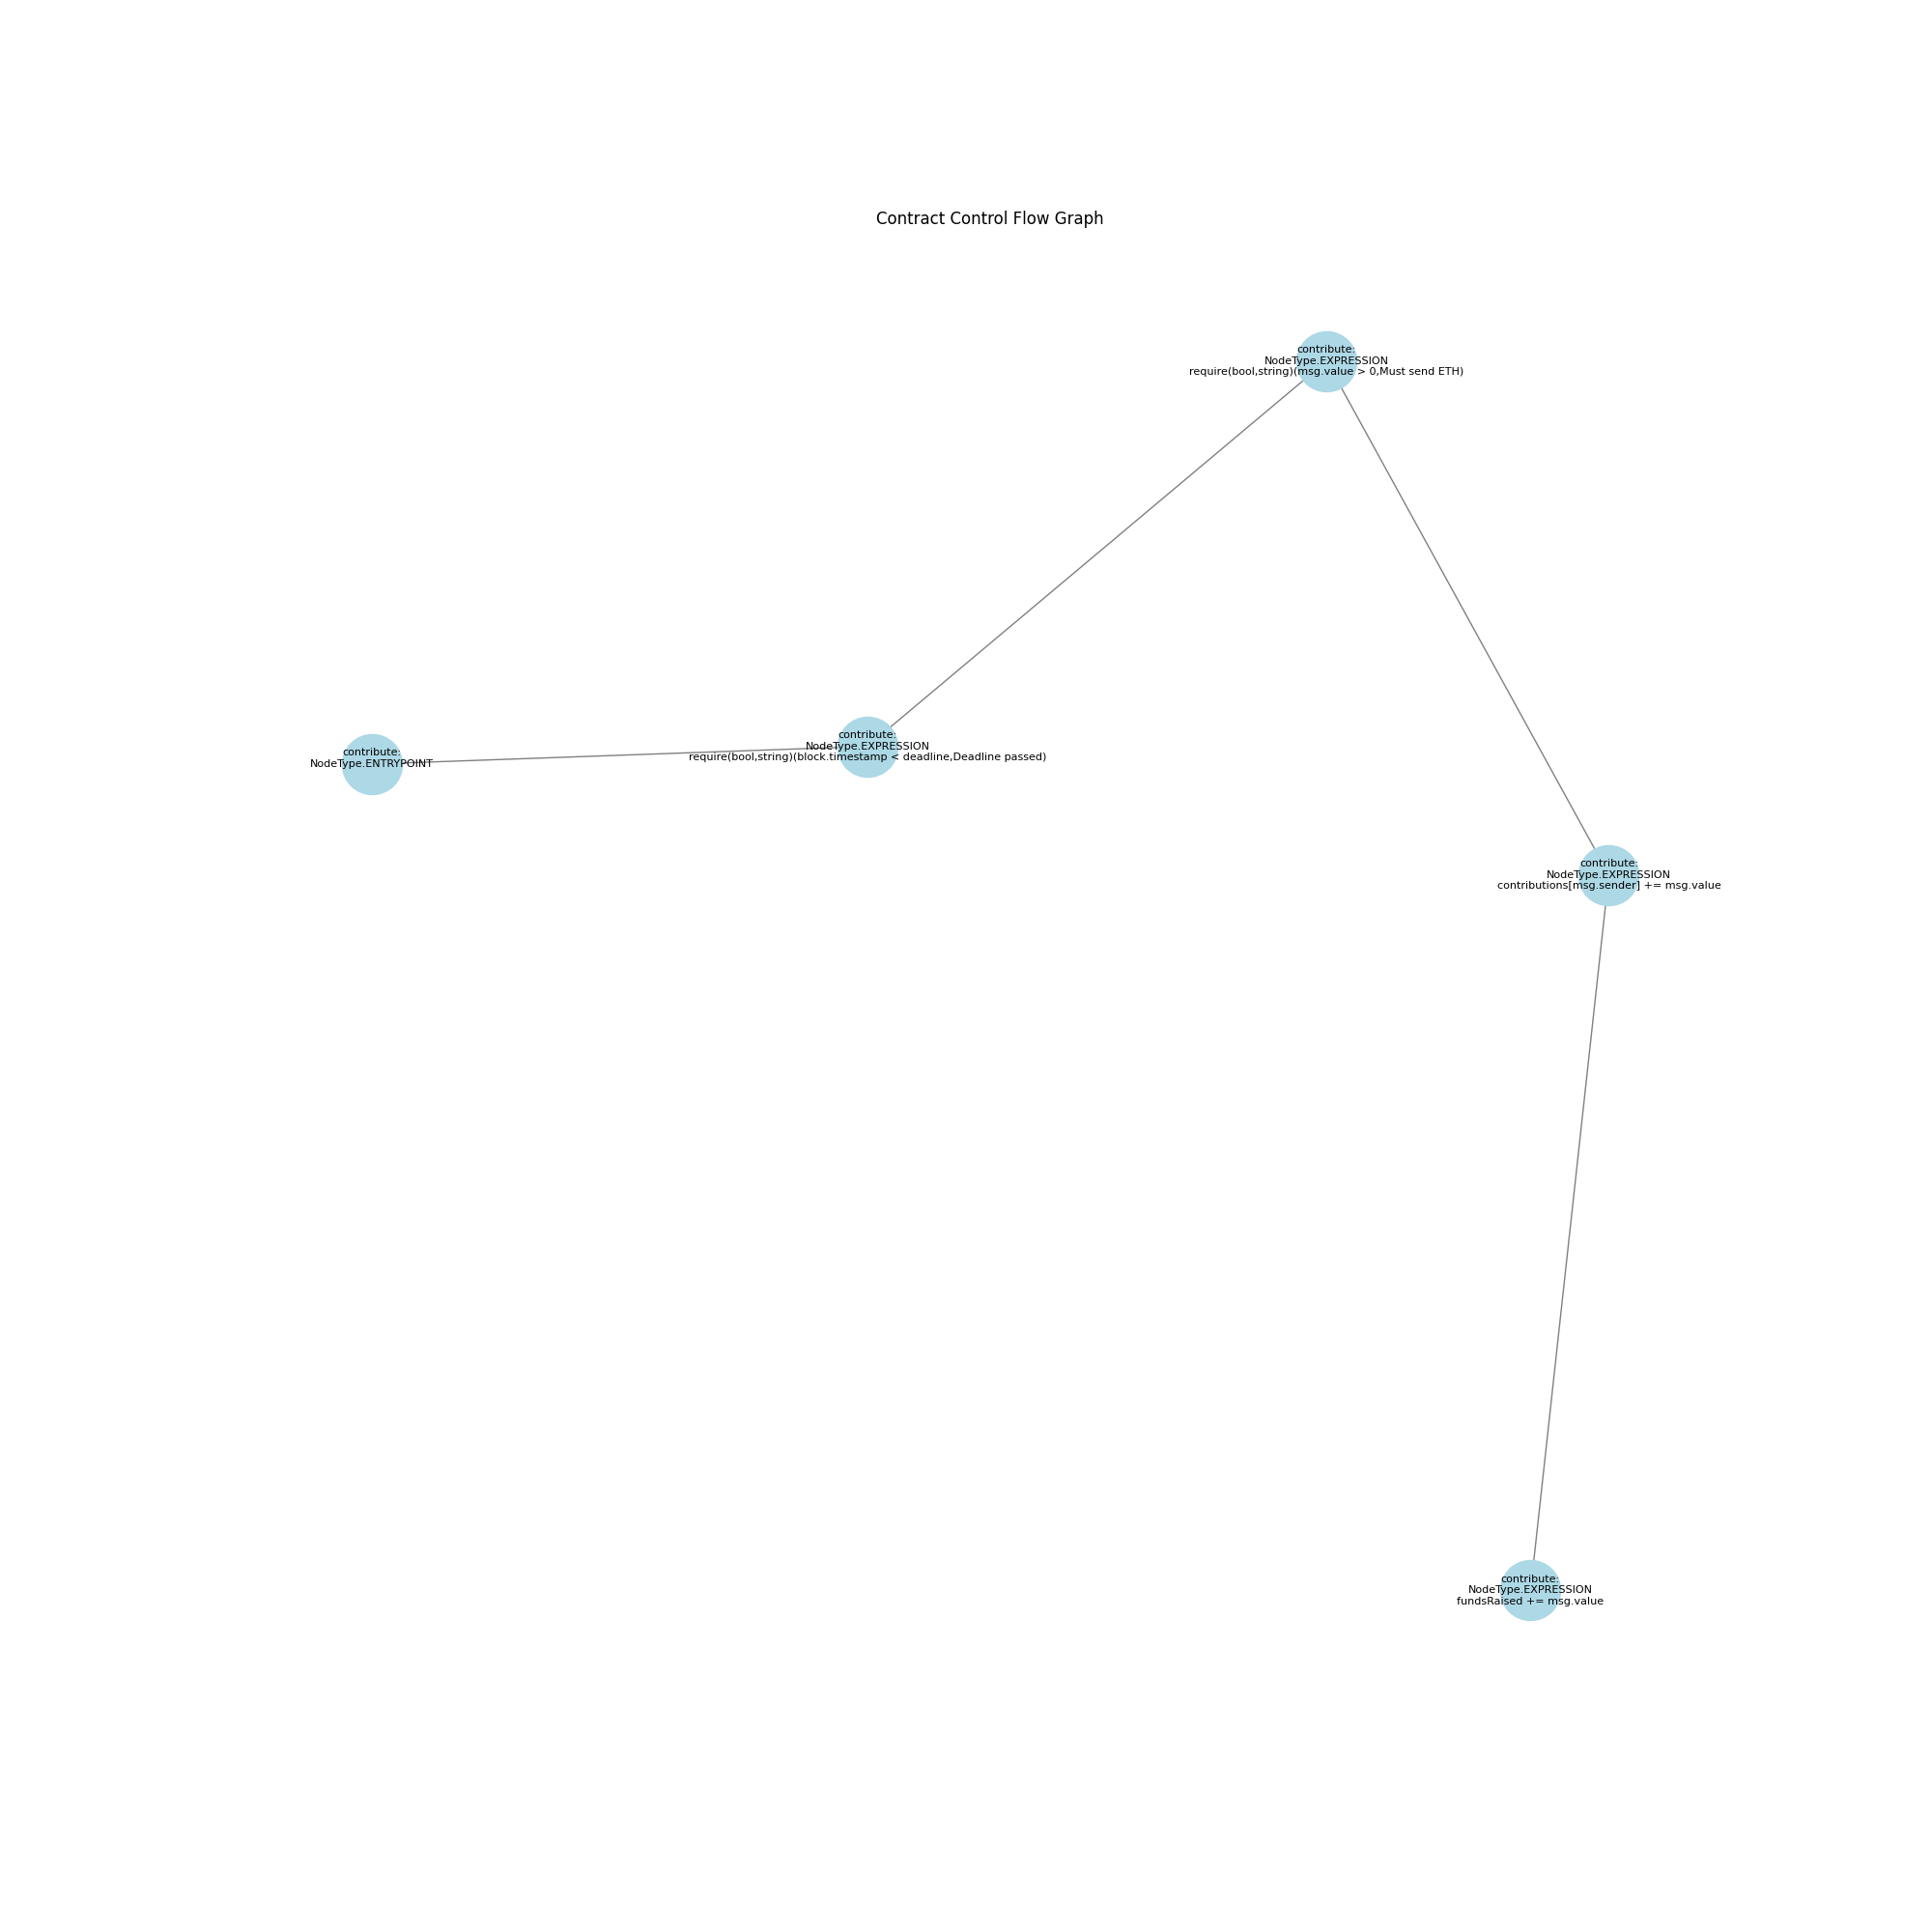 Contract Control Flow Graph
contribute:
NodeType.EXPRESSION
require(bool,string)(msg.value > 0,Must send ETH)
contribute:
NodeType.EXPRESSION
require(bool,string)(block.timestamp < deadline,Deadline passed)
contribute:
NodeType.ENTRYPOINT
contribute:
NodeType.EXPRESSION
contributions[msg.sender] += msg.value
contribute:
NodeType.EXPRESSION
fundsRaised += msg.value